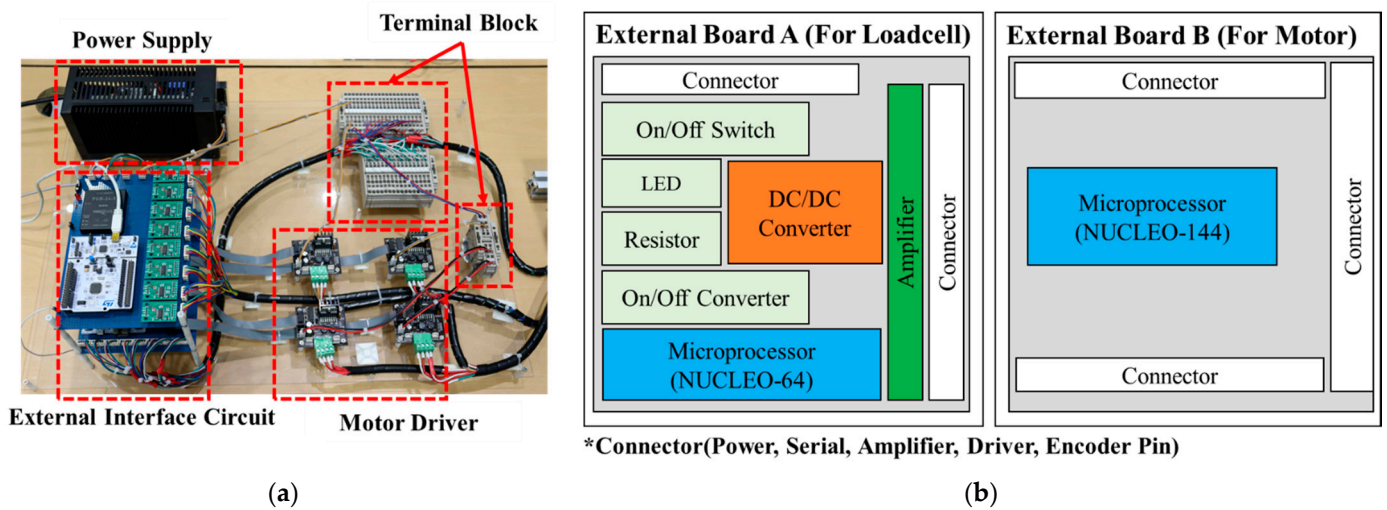 Power Supply
Terminal Block
External Interface Circuit
Motor Driver
(a)
External Board A (For Loadcell)
Connector
On/Off Switch
LED
DC/DC
Converter
Resistor
On/Off Converter
Microprocessor
(NUCLEO-64)
Amplifier
Connector
External Board B (For Motor)
Connector
Microprocessor
(NUCLEO-144)
Connector
Connector
*Connector(Power, Serial, Amplifier, Driver, Encoder Pin)
(b)